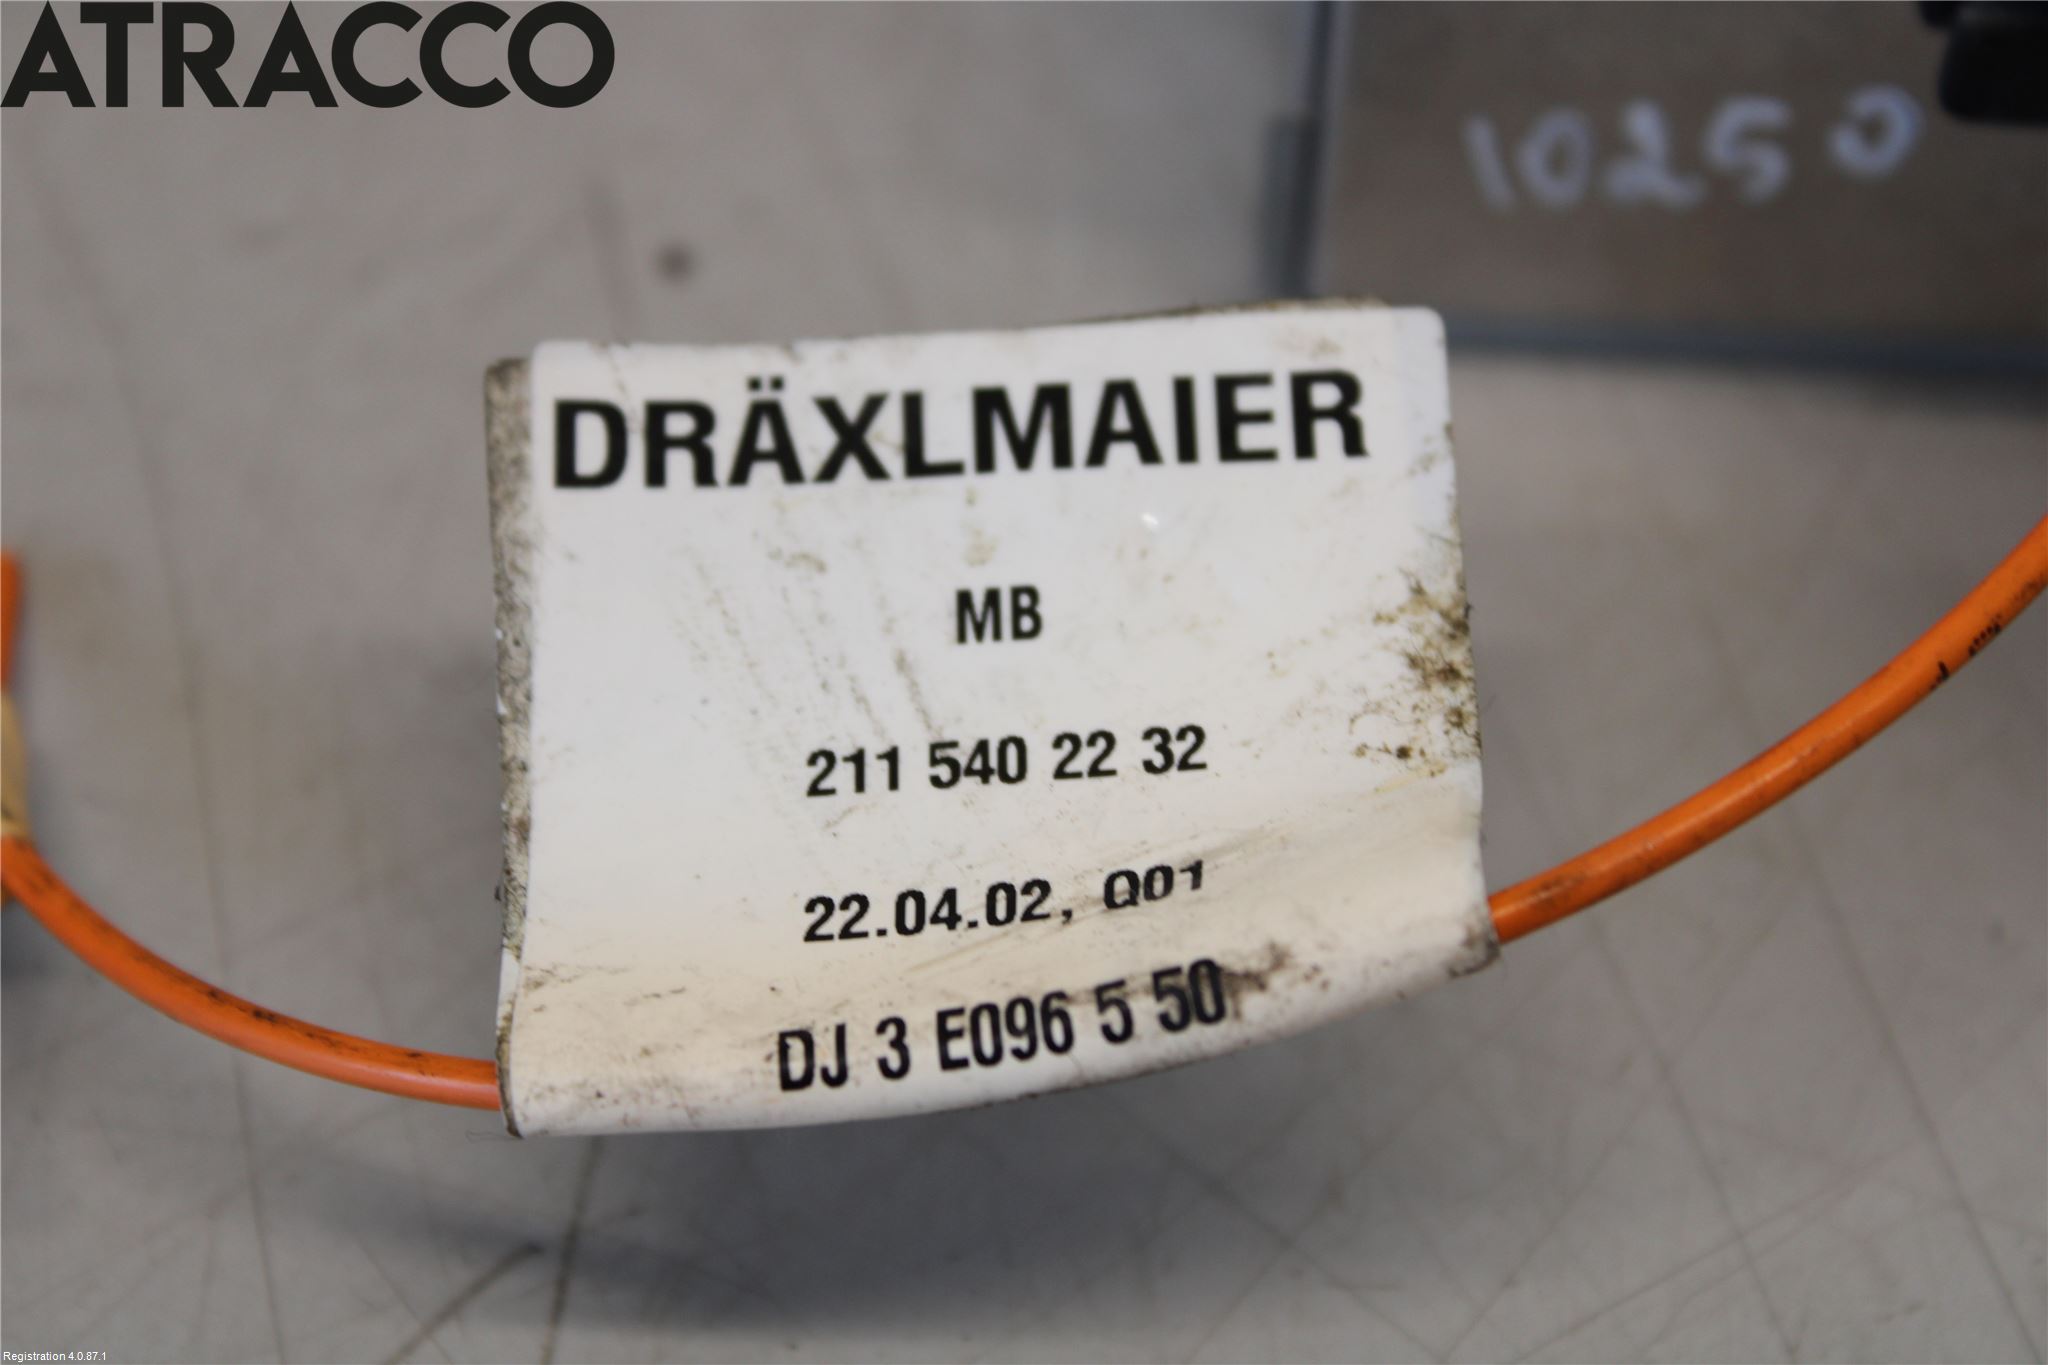 ATRACCO
10250
DRÄXLMAIER
MB
211 540 22 32
22.04.02, Q01
DJ 3 E096 5 50
Registration 4.0.87.1